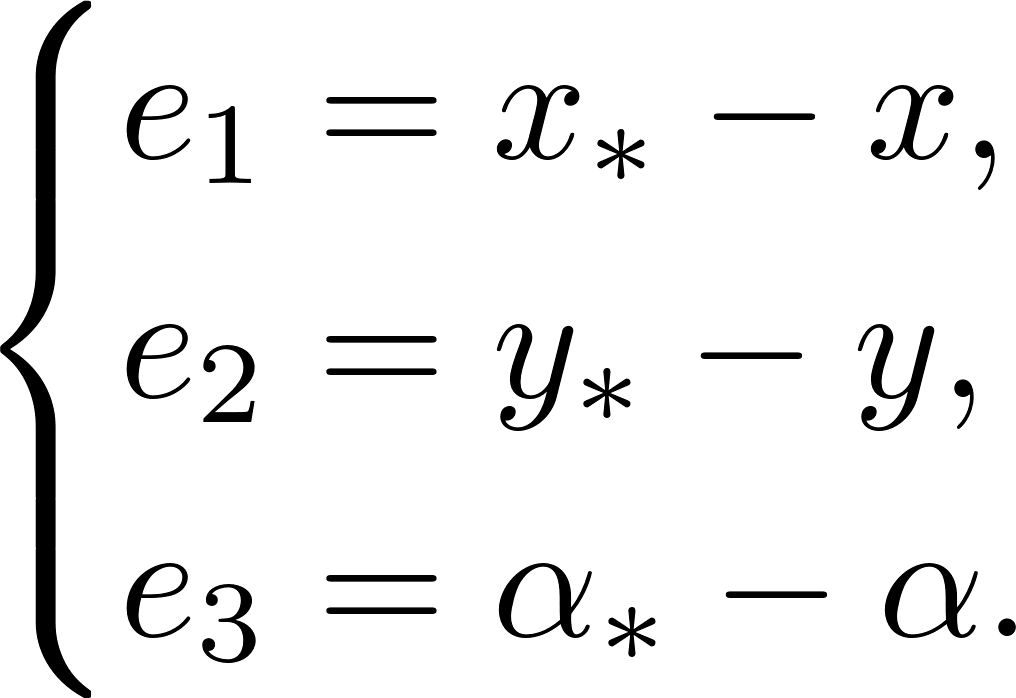 e₁ = x∗ − x,
e₂ = y∗ − y,
e₃ = α∗ − α.